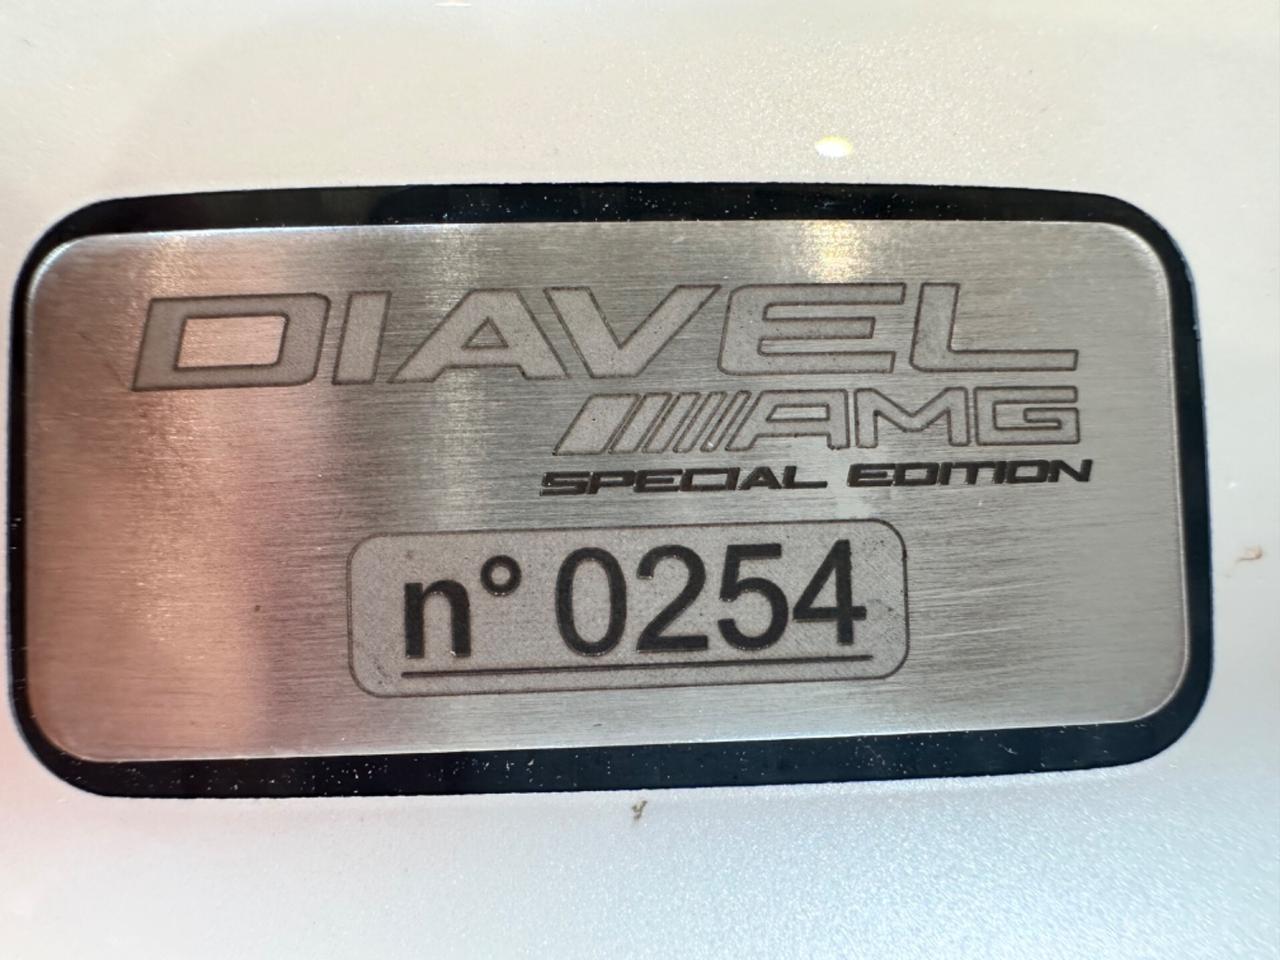 DIAVEL
AMG
SPECIAL EDITION
n° 0254